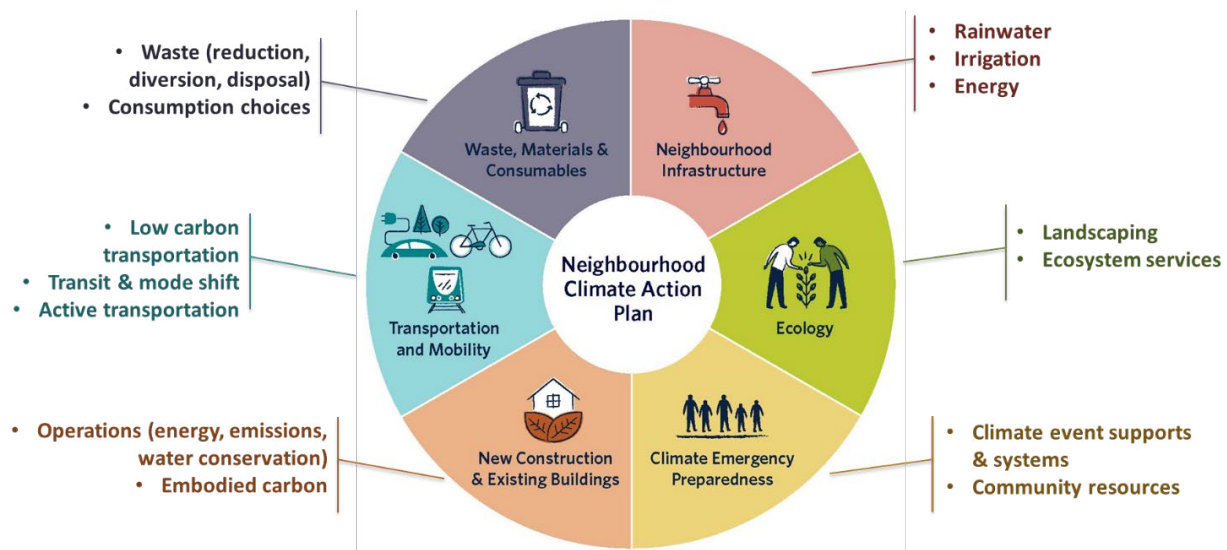 • Waste (reduction,
diversion, disposal)
• Consumption choices
• Rainwater
• Irrigation
• Energy
Waste, Materials &
Consumables
Neighbourhood
Infrastructure
• Low carbon
transportation
• Transit & mode shift
• Active transportation
Transportation
and Mobility
Neighbourhood
Climate Action
Plan
Ecology
• Landscaping
• Ecosystem services
• Operations (energy, emissions,
water conservation)
• Embodied carbon
New Construction
& Existing Buildings
Climate Emergency
Preparedness
• Climate event supports
& systems
• Community resources